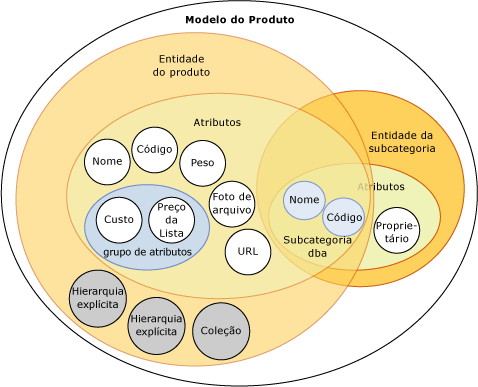 Modelo do Produto
Entidade
do produto
Atributos
Nome
Código
Peso
Custo
Preço
da
Lista
grupo de atributos
Foto de
arquivo
URL
Hierarquia
explícita
Hierarquia
explícita
Coleção
Entidade da
subcategoria
Atributos
Nome
Código
Subcategoria
dba
Proprie-
tário